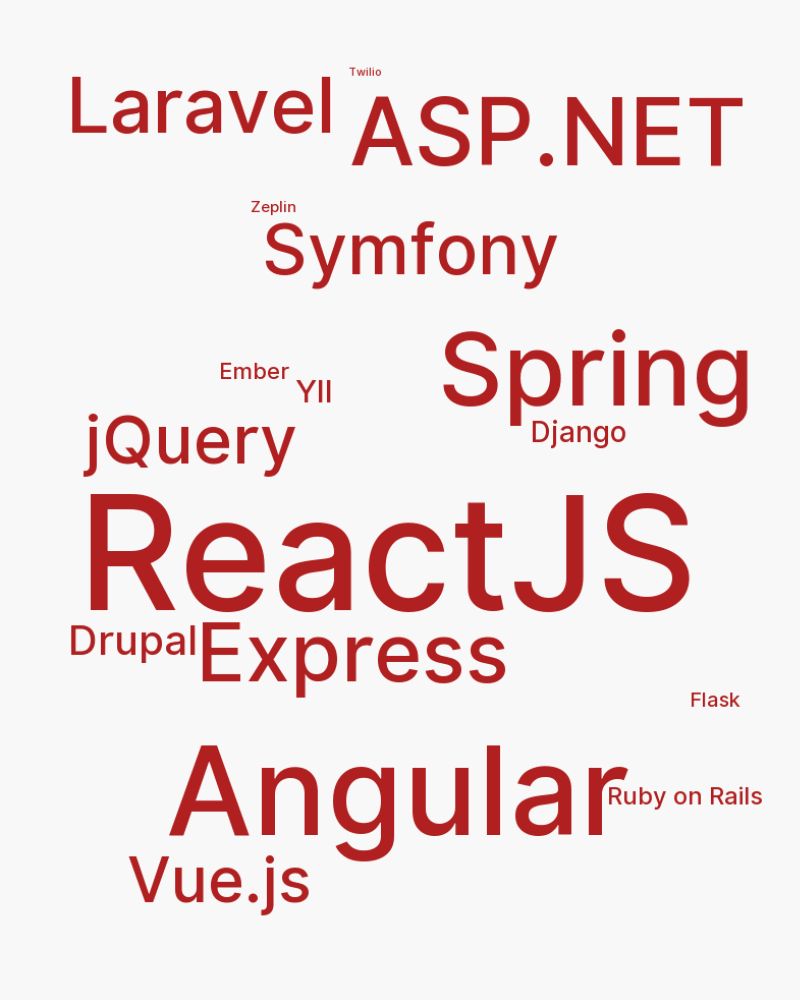 Twilio
Laravel
ASP.NET
Zeplin
Symfony
Spring
Ember
YII
Django
jQuery
ReactJS
Drupal
Express
Flask
Angular
Ruby on Rails
Vue.js